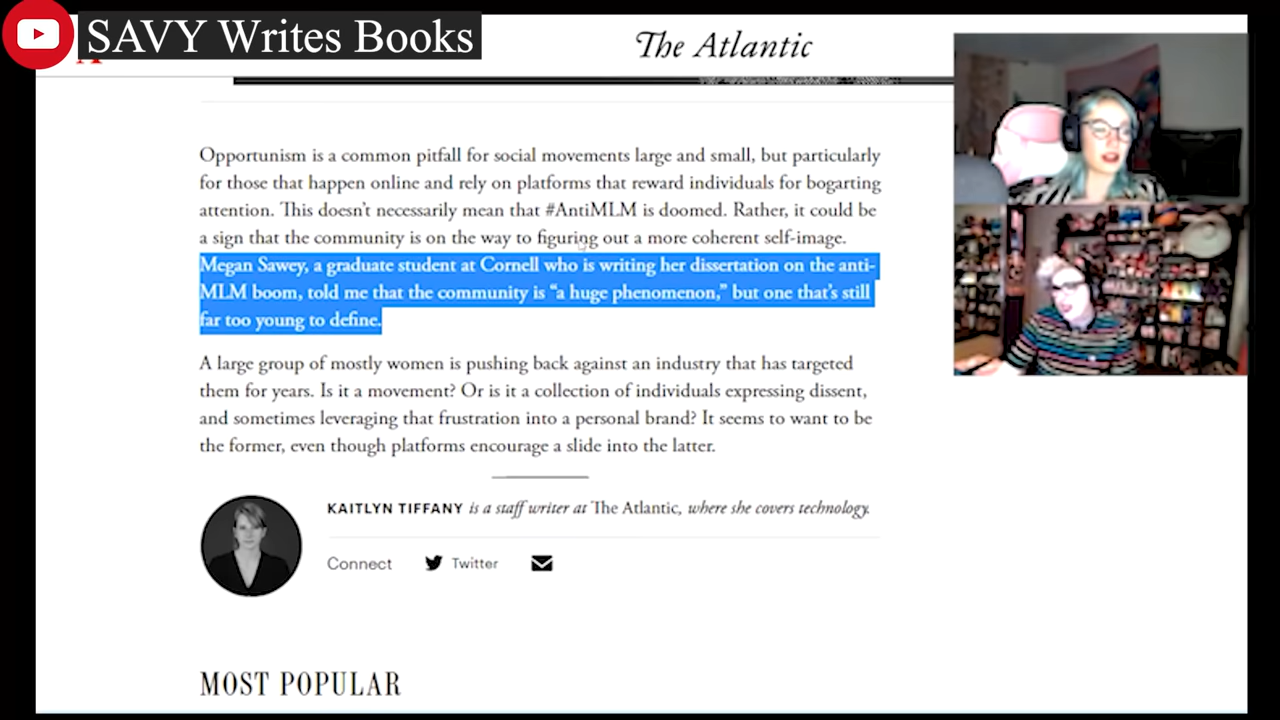 SAVY Writes Books
The Atlantic
Opportunism is a common pitfall for social movements large and small, but particularly
for those that happen online and rely on platforms that reward individuals for bogarting
attention. This doesn't necessarily mean that #AntiMLM is doomed. Rather, it could be
a sign that the community is on the way to figuring out a more coherent self-image.
Megan Sawey, a graduate student at Cornell who is writing her dissertation on the anti-
MLM boom, told me that the community is “a huge phenomenon,” but one that's still
far too young to define.
A large group of mostly women is pushing back against an industry that has targeted
them for years. Is it a movement? Or is it a collection of individuals expressing dissent,
and sometimes leveraging that frustration into a personal brand? It seems to want to be
the former, even though platforms encourage a slide into the latter.
KAITLYN TIFFANY is a staff writer at The Atlantic, where she covers technology.
Connect Twitter
MOST POPULAR